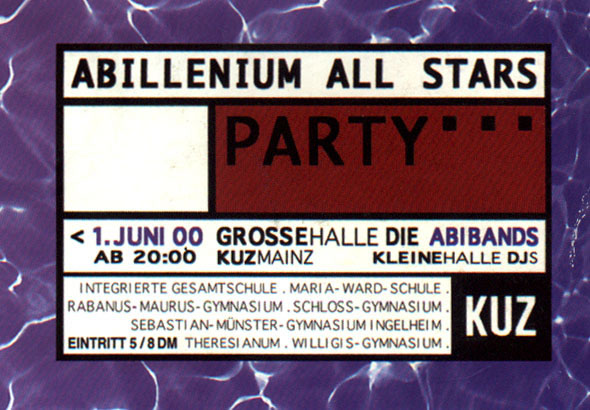 ABILLENIUM ALL STARS
PARTY...
< 1.JUNI 00 GROSSEHALLE DIE ABIBANDS
AB 20:00 KUZMAINZ KLEINEHALLE DJs
INTEGRIERTE GESAMTSCHULE . MARIA-WARD-SCHULE .
RABANUS-MAURUS-GYMNASIUM . SCHLOSS-GYMNASIUM .
SEBASTIAN-MÜNSTER-GYMNASIUM INGELHEIM .
EINTRITT 5/8 DM THERESIANUM . WILLIGIS-GYMNASIUM .
KUZ